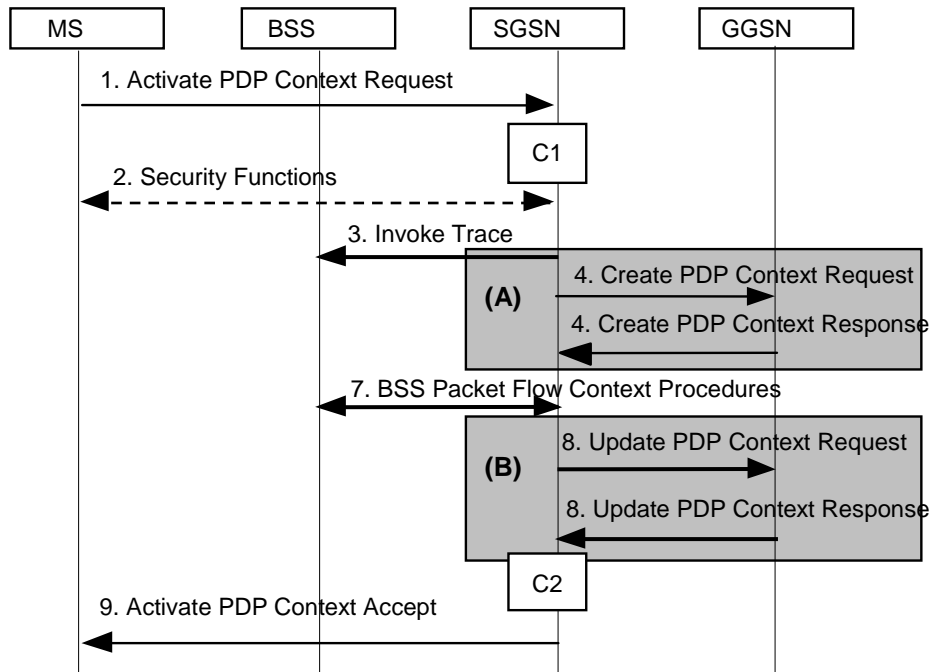 MS BSS SGSN GGSN
1. Activate PDP Context Request
C1
2. Security Functions
3. Invoke Trace
(A)
4. Create PDP Context Request
4. Create PDP Context Response
7. BSS Packet Flow Context Procedures
(B)
8. Update PDP Context Request
8. Update PDP Context Response
C2
9. Activate PDP Context Accept